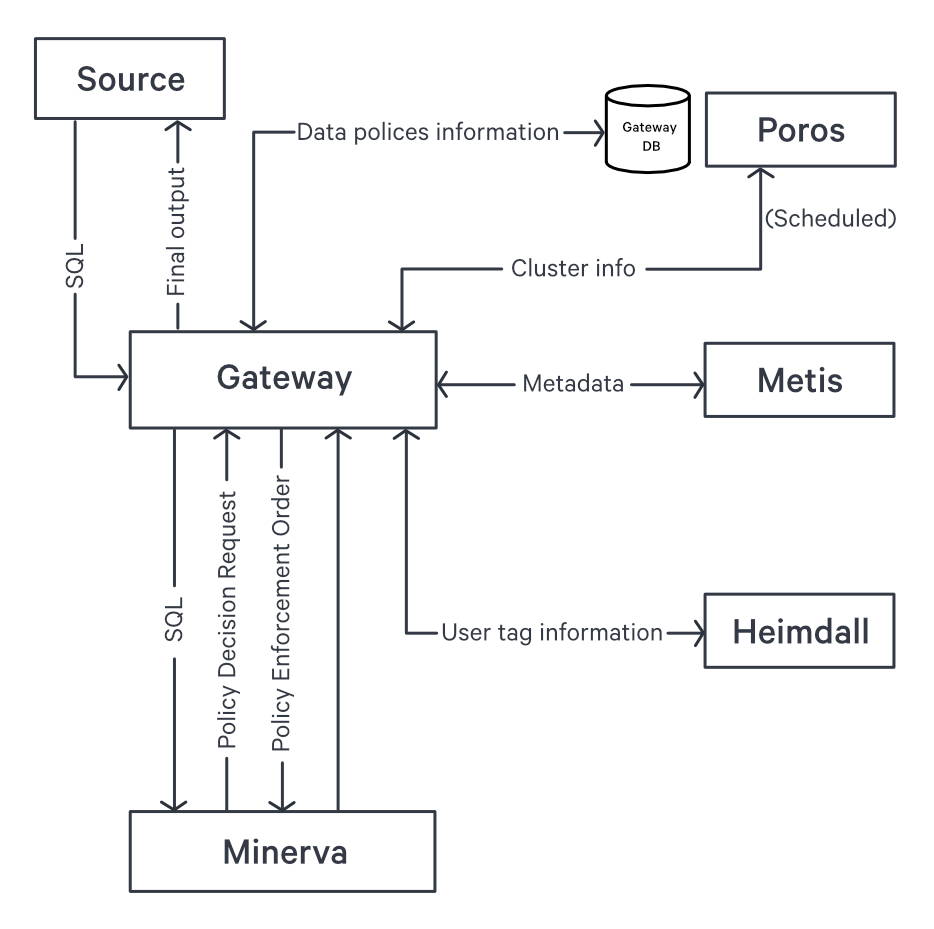 Source
Data polices information
Gateway
DB
Poros
(Scheduled)
SQL
Final output
Cluster info
Gateway
Metadata
Metis
SQL
Policy Decision Request
Policy Enforcement Order
User tag information
Heimdall
Minerva